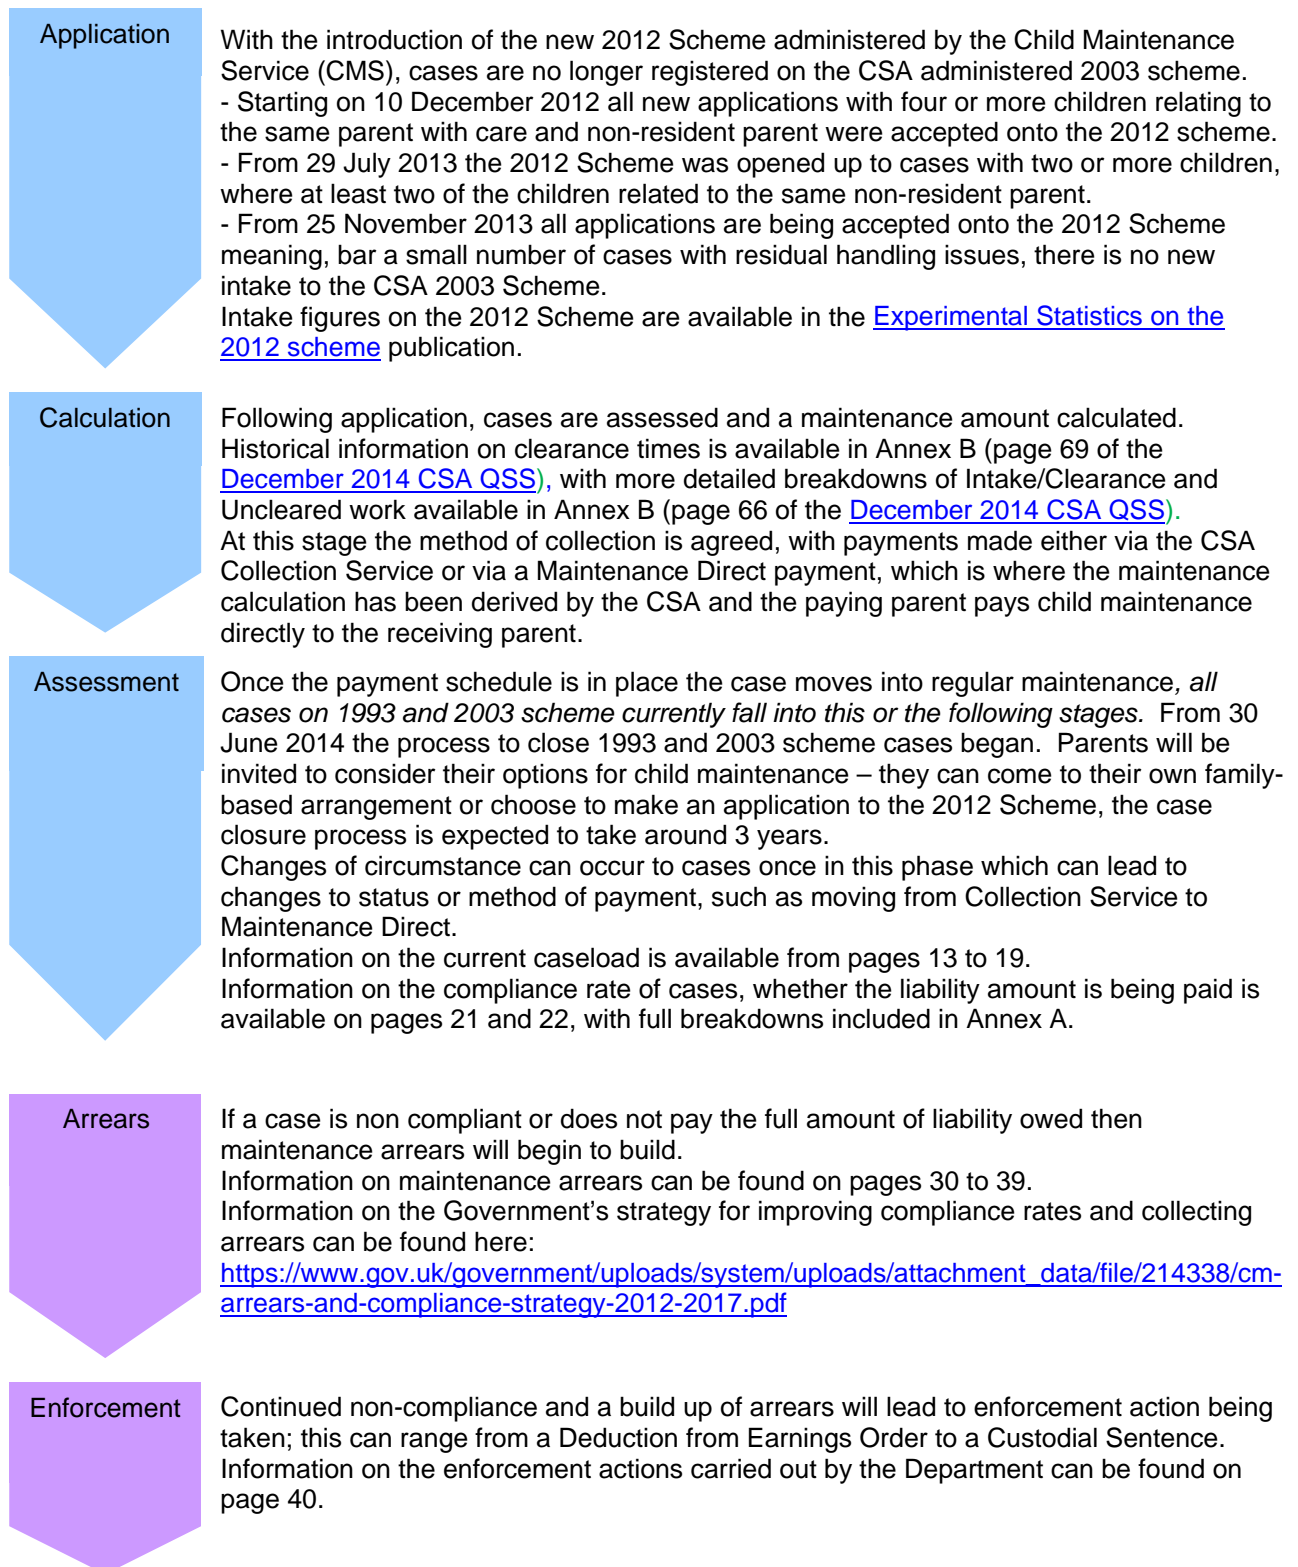 Application
With the introduction of the new 2012 Scheme administered by the Child Maintenance
Service (CMS), cases are no longer registered on the CSA administered 2003 scheme.
- Starting on 10 December 2012 all new applications with four or more children relating to
the same parent with care and non-resident parent were accepted onto the 2012 scheme.
- From 29 July 2013 the 2012 Scheme was opened up to cases with two or more children,
where at least two of the children related to the same non-resident parent.
- From 25 November 2013 all applications are being accepted onto the 2012 Scheme
meaning, bar a small number of cases with residual handling issues, there is no new
intake to the CSA 2003 Scheme.
Intake figures on the 2012 Scheme are available in the Experimental Statistics on the
2012 scheme publication.
Calculation
Following application, cases are assessed and a maintenance amount calculated.
Historical information on clearance times is available in Annex B (page 69 of the
December 2014 CSA QSS), with more detailed breakdowns of Intake/Clearance and
Uncleared work available in Annex B (page 66 of the December 2014 CSA QSS).
At this stage the method of collection is agreed, with payments made either via the CSA
Collection Service or via a Maintenance Direct payment, which is where the maintenance
calculation has been derived by the CSA and the paying parent pays child maintenance
directly to the receiving parent.
Assessment
Once the payment schedule is in place the case moves into regular maintenance, all
cases on 1993 and 2003 scheme currently fall into this or the following stages. From 30
June 2014 the process to close 1993 and 2003 scheme cases began. Parents will be
invited to consider their options for child maintenance – they can come to their own family-
based arrangement or choose to make an application to the 2012 Scheme, the case
closure process is expected to take around 3 years.
Changes of circumstance can occur to cases once in this phase which can lead to
changes to status or method of payment, such as moving from Collection Service to
Maintenance Direct.
Information on the current caseload is available from pages 13 to 19.
Information on the compliance rate of cases, whether the liability amount is being paid is
available on pages 21 and 22, with full breakdowns included in Annex A.
Arrears
If a case is non compliant or does not pay the full amount of liability owed then
maintenance arrears will begin to build.
Information on maintenance arrears can be found on pages 30 to 39.
Information on the Government’s strategy for improving compliance rates and collecting
arrears can be found here:
https://www.gov.uk/government/uploads/system/uploads/attachment_data/file/214338/cm-
arrears-and-compliance-strategy-2012-2017.pdf
Enforcement
Continued non-compliance and a build up of arrears will lead to enforcement action being
taken; this can range from a Deduction from Earnings Order to a Custodial Sentence.
Information on the enforcement actions carried out by the Department can be found on
page 40.